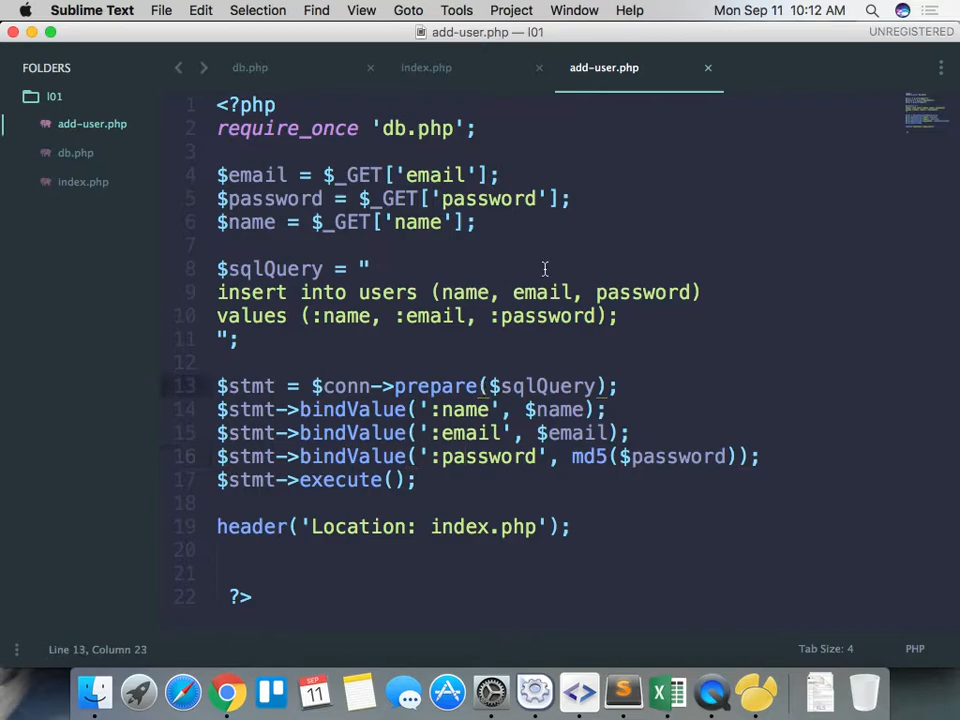 Sublime Text File Edit Selection Find View Goto Tools Project Window Help Mon Sep 11 10:12 AM
add-user.php — l01 UNREGISTERED
FOLDERS
l01
add-user.php
db.php
index.php
db.php index.php add-user.php
1 <?php
2 require_once 'db.php';
3
4 $email = $_GET['email'];
5 $password = $_GET['password'];
6 $name = $_GET['name'];
7
8 $sqlQuery = "
9 insert into users (name, email, password)
10 values (:name, :email, :password);
11 ";
12
13 $stmt = $conn->prepare($sqlQuery);
14 $stmt->bindValue(':name', $name);
15 $stmt->bindValue(':email', $email);
16 $stmt->bindValue(':password', md5($password));
17 $stmt->execute();
18
19 header('Location: index.php');
20
21
22 ?>
Line 13, Column 23 Tab Size: 4 PHP
SEP
11